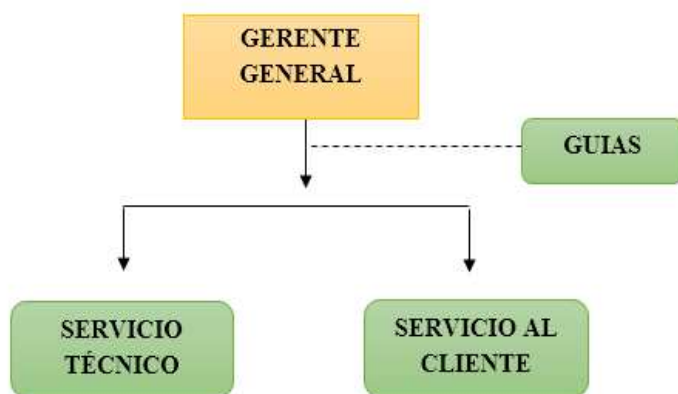 GERENTE
GENERAL
GUIAS
SERVICIO
TÉCNICO
SERVICIO AL
CLIENTE